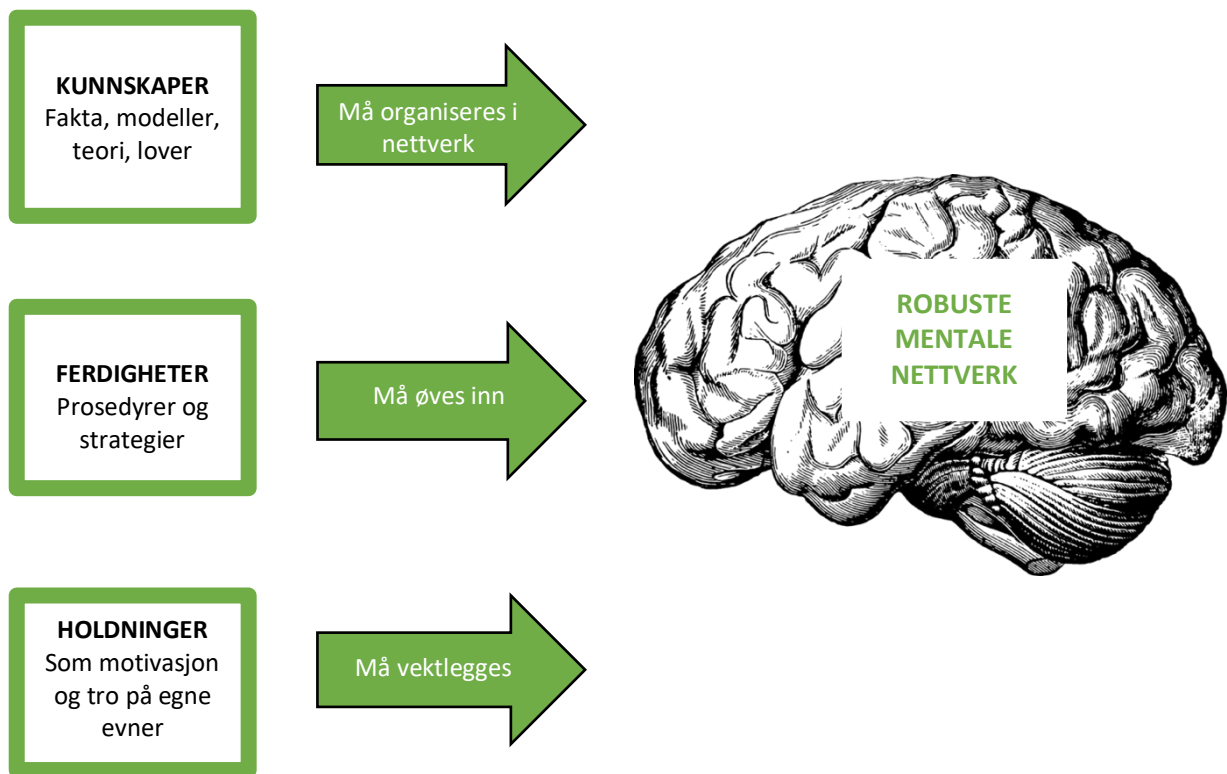 KUNNSKAPER
Fakta, modeller,
teori, lover
Må organiseres i
nettverk
FERDIGHETER
Prosedyrer og
strategier
Må øves inn
HOLDNINGER
Som motivasjon
og tro på egne
evner
Må vektlegges
ROBUSTE
MENTALE
NETTVERK